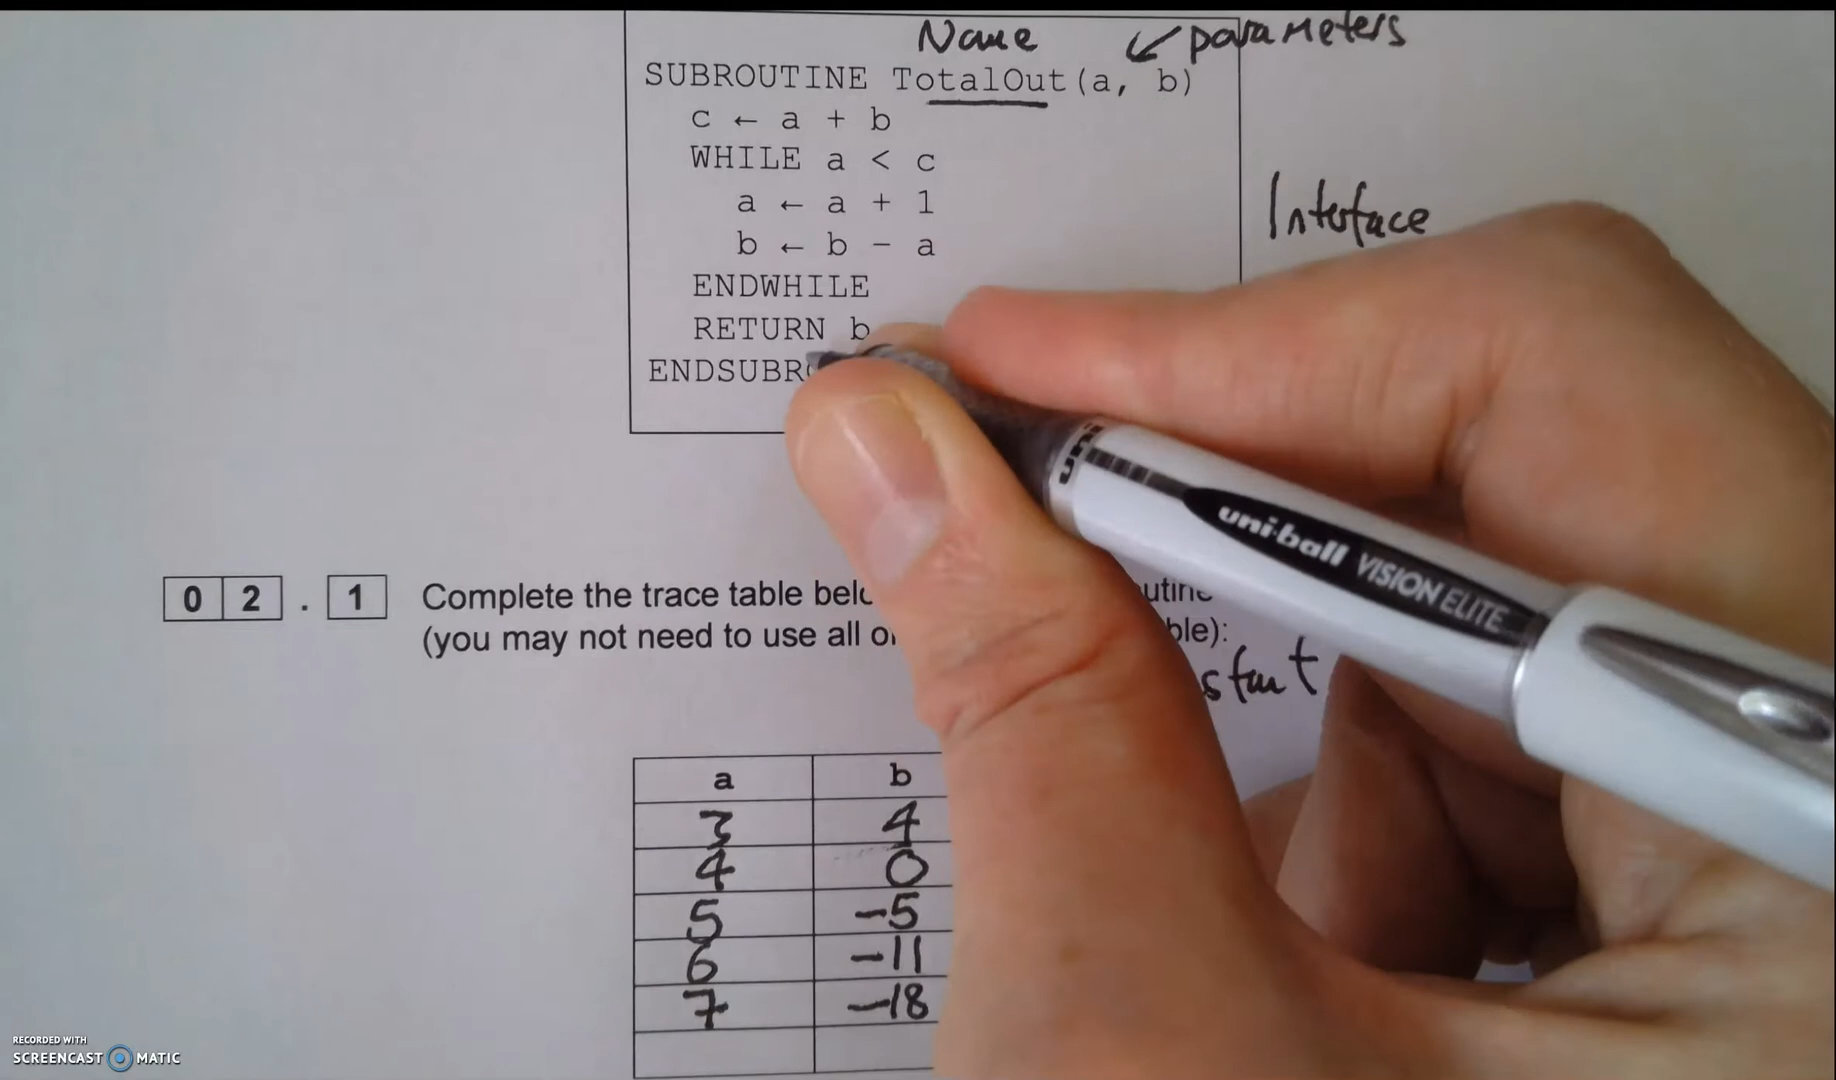 Name parameters
SUBROUTINE TotalOut(a, b)
c ← a + b
WHILE a < c
a ← a + 1
b ← b - a
ENDWHILE
RETURN b
ENDSUBR
Interface
uni
uni-ball VISION ELITE
0 2 . 1 Complete the trace table
(you may not need to use all
a b
3 4
4 0
5 -5
6 -11
7 -18
RECORDED WITH
SCREENCAST MATIC